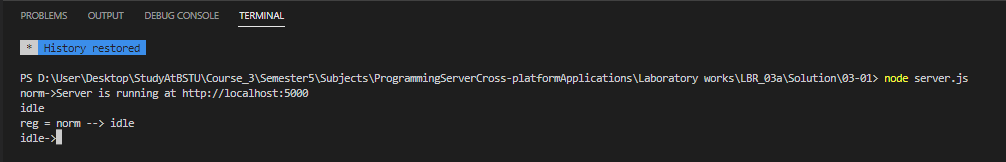 PROBLEMS OUTPUT DEBUG CONSOLE TERMINAL
* History restored
PS D:\User\Desktop\StudyAtBSTU\Course_3\Semester5\Subjects\ProgrammingServerCross-platformApplications\Laboratory works\LBR_03a\Solution\03-01> node server.js
norm->Server is running at http://localhost:5000
idle
reg = norm --> idle
idle->